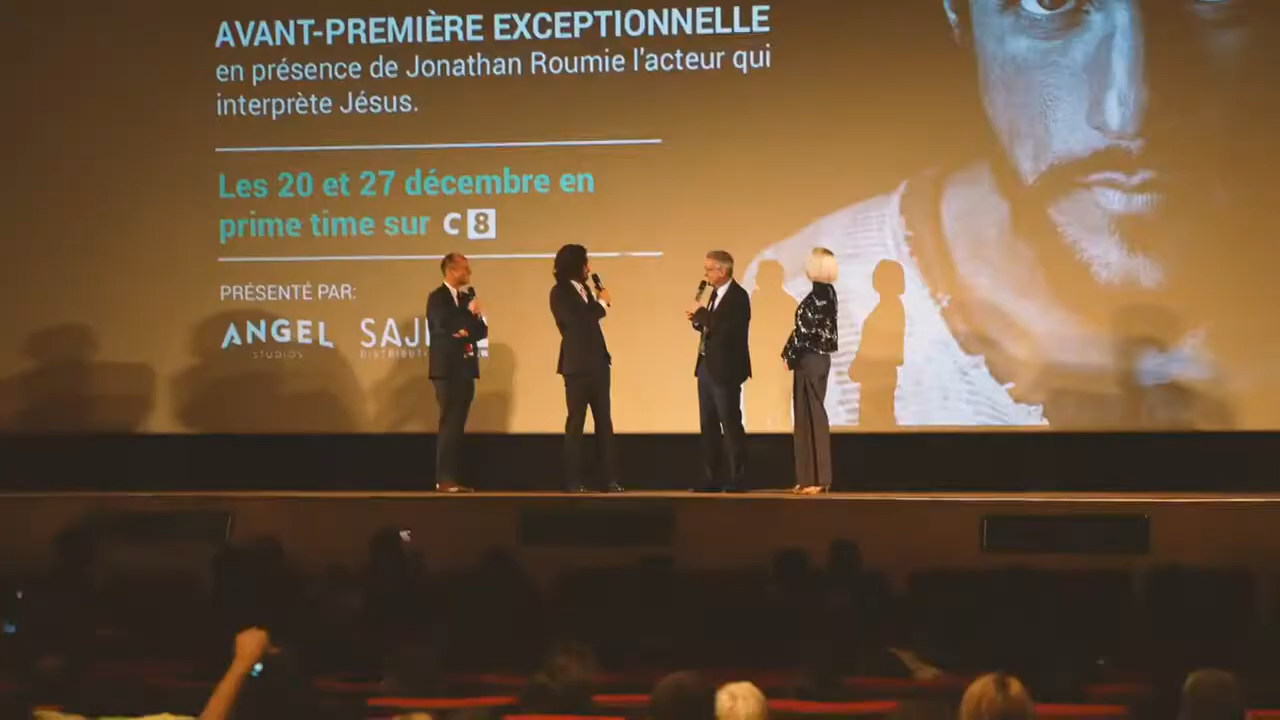 AVANT-PREMIÈRE EXCEPTIONNELLE
en présence de Jonathan Roumie l'acteur qui
interprète Jésus.
Les 20 et 27 décembre en
prime time sur C8
PRÉSENTÉ PAR:
ANGEL
STUDIOS